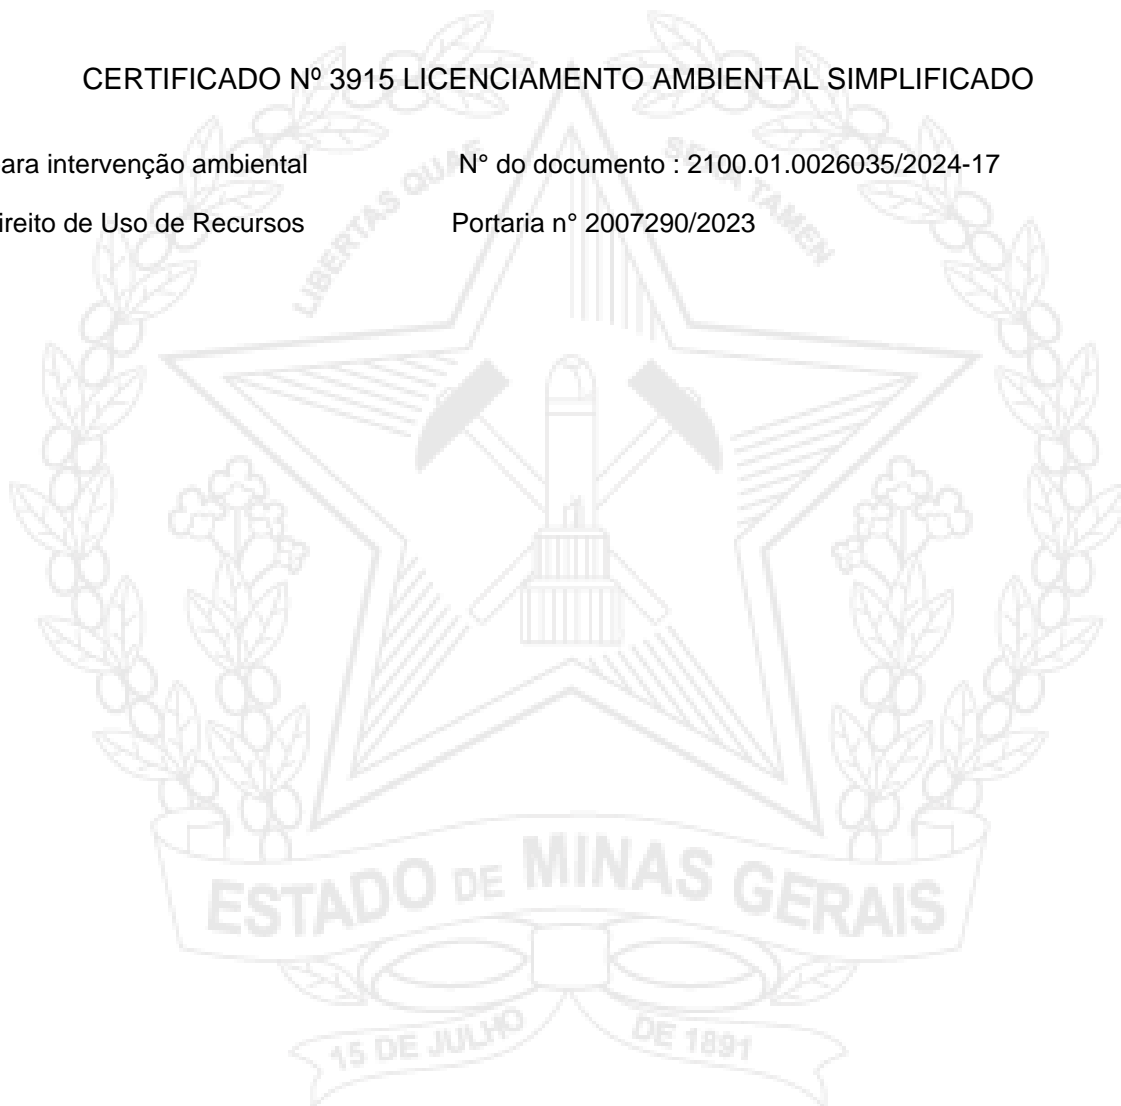 CERTIFICADO Nº 3915 LICENCIAMENTO AMBIENTAL SIMPLIFICADO
ara intervenção ambiental N° do documento : 2100.01.0026035/2024-17
ireito de Uso de Recursos Portaria n° 2007290/2023
LIBERTAS QUAE SERA TAMEN
ESTADO DE MINAS GERAIS
15 DE JULHO DE 1891